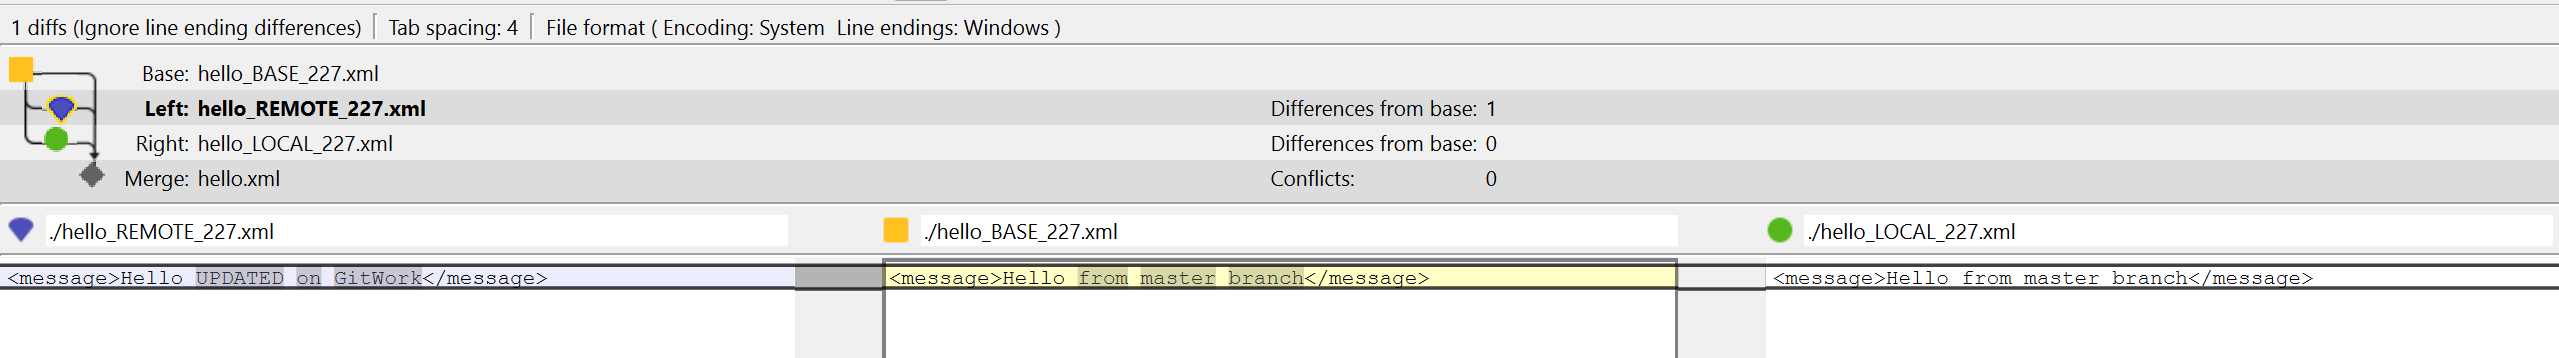 1 diffs (Ignore line ending differences) Tab spacing: 4 File format ( Encoding: System Line endings: Windows )
Base: hello_BASE_227.xml
Left: hello_REMOTE_227.xml Differences from base: 1
Right: hello_LOCAL_227.xml Differences from base: 0
Merge: hello.xml Conflicts: 0
./hello_REMOTE_227.xml ./hello_BASE_227.xml ./hello_LOCAL_227.xml
<message>Hello UPDATED on GitWork</message> <message>Hello from master branch</message> <message>Hello from master branch</message>